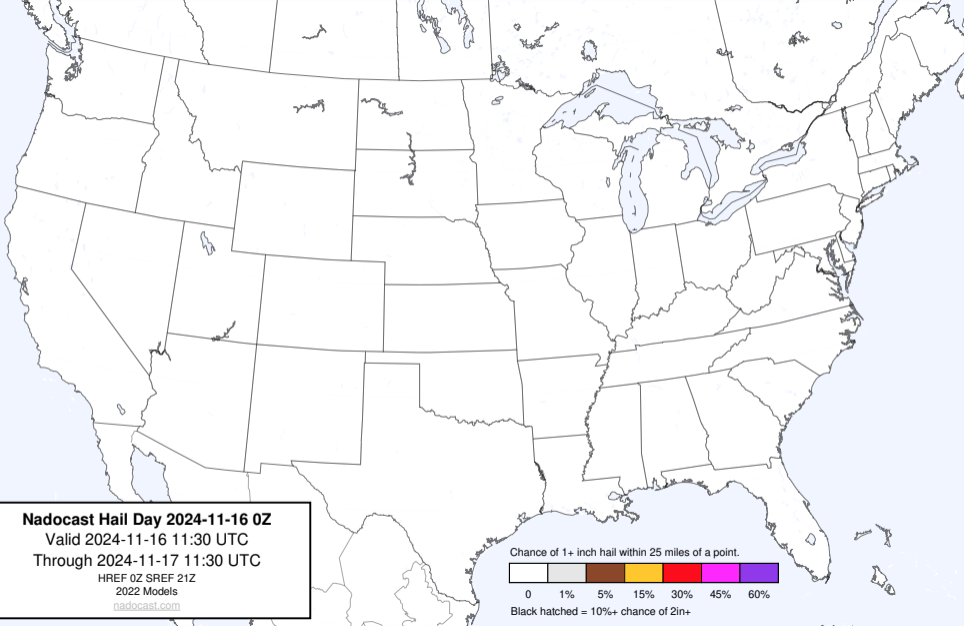 Nadocast Hail Day 2024-11-16 0Z
Valid 2024-11-16 11:30 UTC
Through 2024-11-17 11:30 UTC
HREF 0Z SREF 21Z
2022 Models
nadocast.com
Chance of 1+ inch hail within 25 miles of a point.
0 1% 5% 15% 30% 45% 60%
Black hatched = 10%+ chance of 2in+